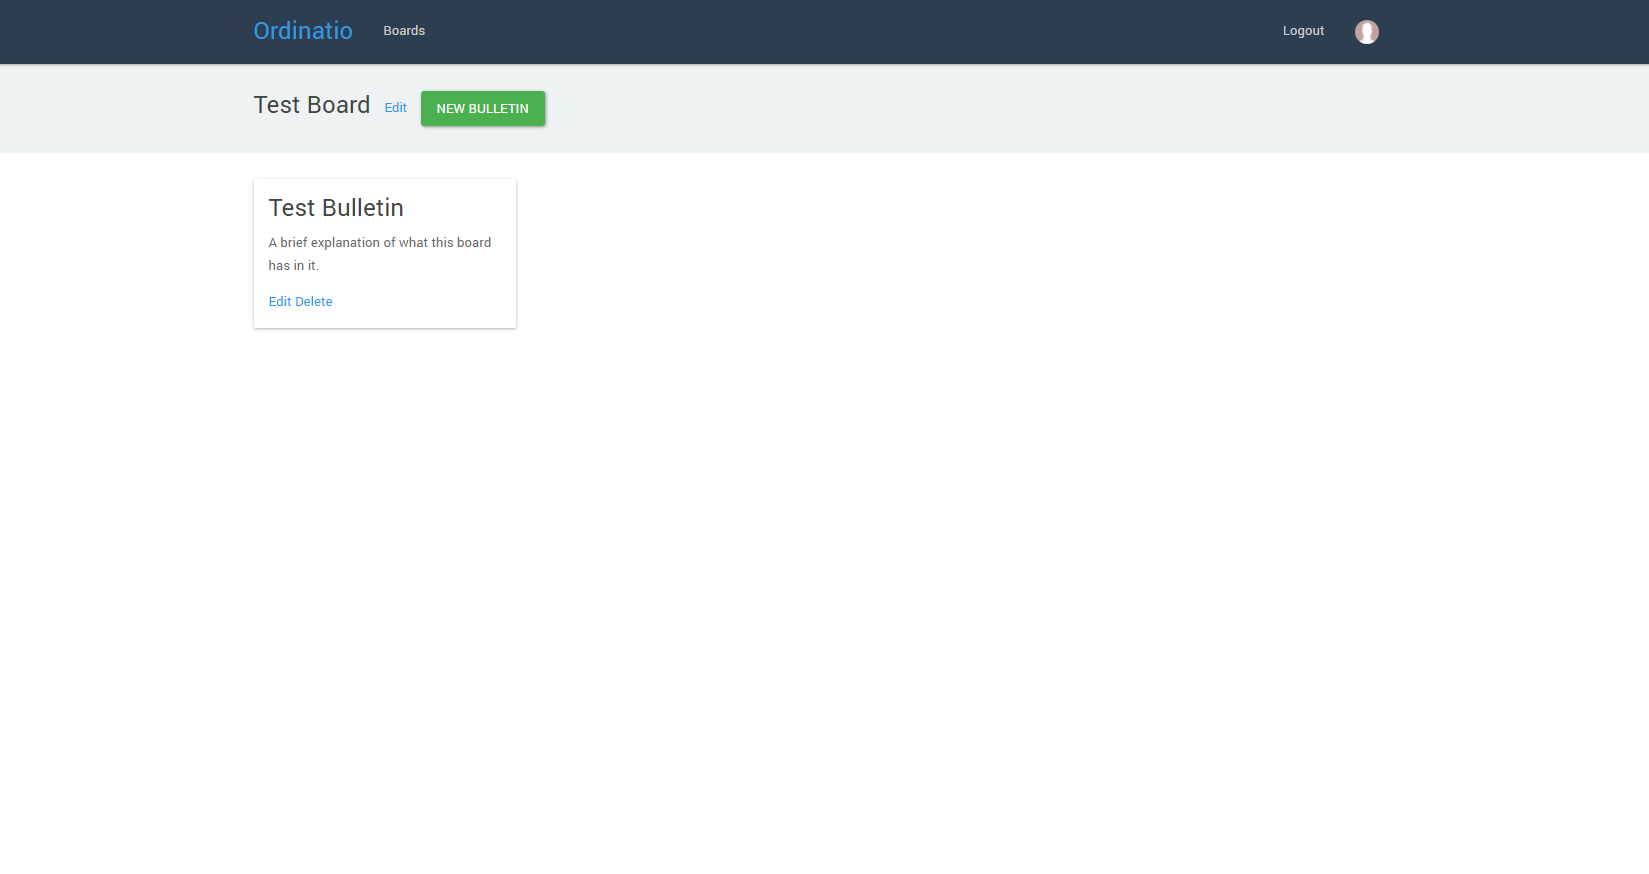 Ordinatio Boards Logout
Test Board Edit NEW BULLETIN
Test Bulletin
A brief explanation of what this board
has in it.
Edit Delete